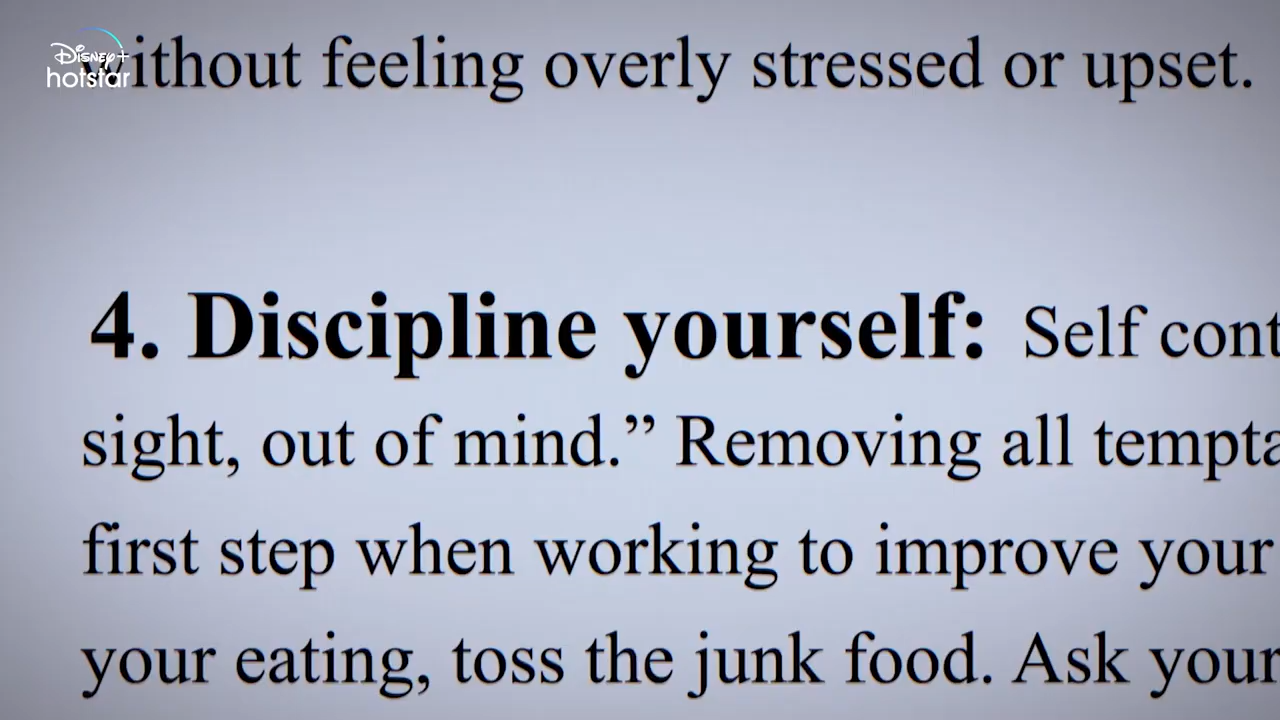 Disney+
hotstar
without feeling overly stressed or upset.
4. Discipline yourself: Self cont
sight, out of mind.” Removing all tempta
first step when working to improve your
your eating, toss the junk food. Ask your